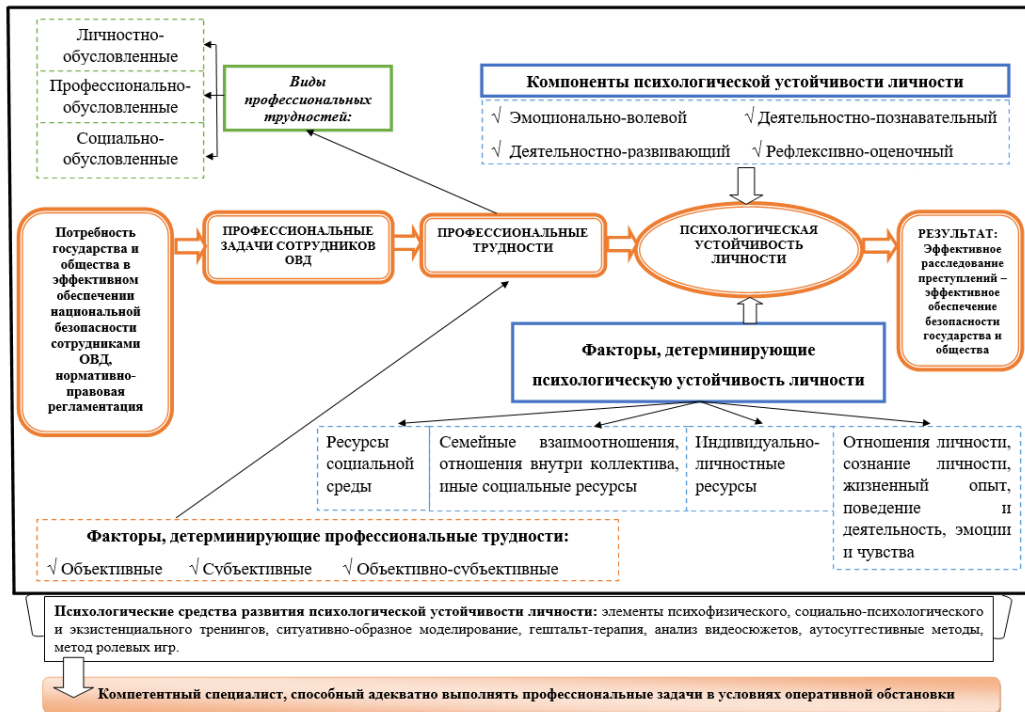 Личностно-
обусловленные
Профессионально-
обусловленные
Социально-
обусловленные
Виды
профессиональных
трудностей:
Компоненты психологической устойчивости личности
√ Эмоционально-волевой √ Деятельностно-познавательный
√ Деятельностно-развивающий √ Рефлексивно-оценочный
Потребность
государства и
общества в
эффективном
обеспечении
национальной
безопасности
сотрудниками
ОВД,
нормативно-
правовая
регламентация
ПРОФЕССИОНАЛЬНЫЕ
ЗАДАЧИ СОТРУДНИКОВ
ОВД
ПРОФЕССИОНАЛЬНЫЕ
ТРУДНОСТИ
ПСИХОЛОГИЧЕСКАЯ
УСТОЙЧИВОСТЬ
ЛИЧНОСТИ
РЕЗУЛЬТАТ:
Эффективное
расследование
преступлений –
эффективное
обеспечение
безопасности
государства и
общества
Факторы, детерминирующие
психологическую устойчивость личности
Ресурсы
социальной
среды
Семейные взаимоотношения,
отношения внутри коллектива,
иные социальные ресурсы
Индивидуально-
личностные
ресурсы
Отношения личности,
сознание личности,
жизненный опыт,
поведение и
деятельность, эмоции
и чувства
Факторы, детерминирующие профессиональные трудности:
√ Объективные √ Субъективные √ Объективно-субъективные
Психологические средства развития психологической устойчивости личности: элементы психофизического, социально-психологического
и экзистенциального тренингов, ситуативно-образное моделирование, гештальт-терапия, анализ видеосюжетов, аутосуггестивные методы,
метод ролевых игр.
Компетентный специалист, способный адекватно выполнять профессиональные задачи в условиях оперативной обстановки